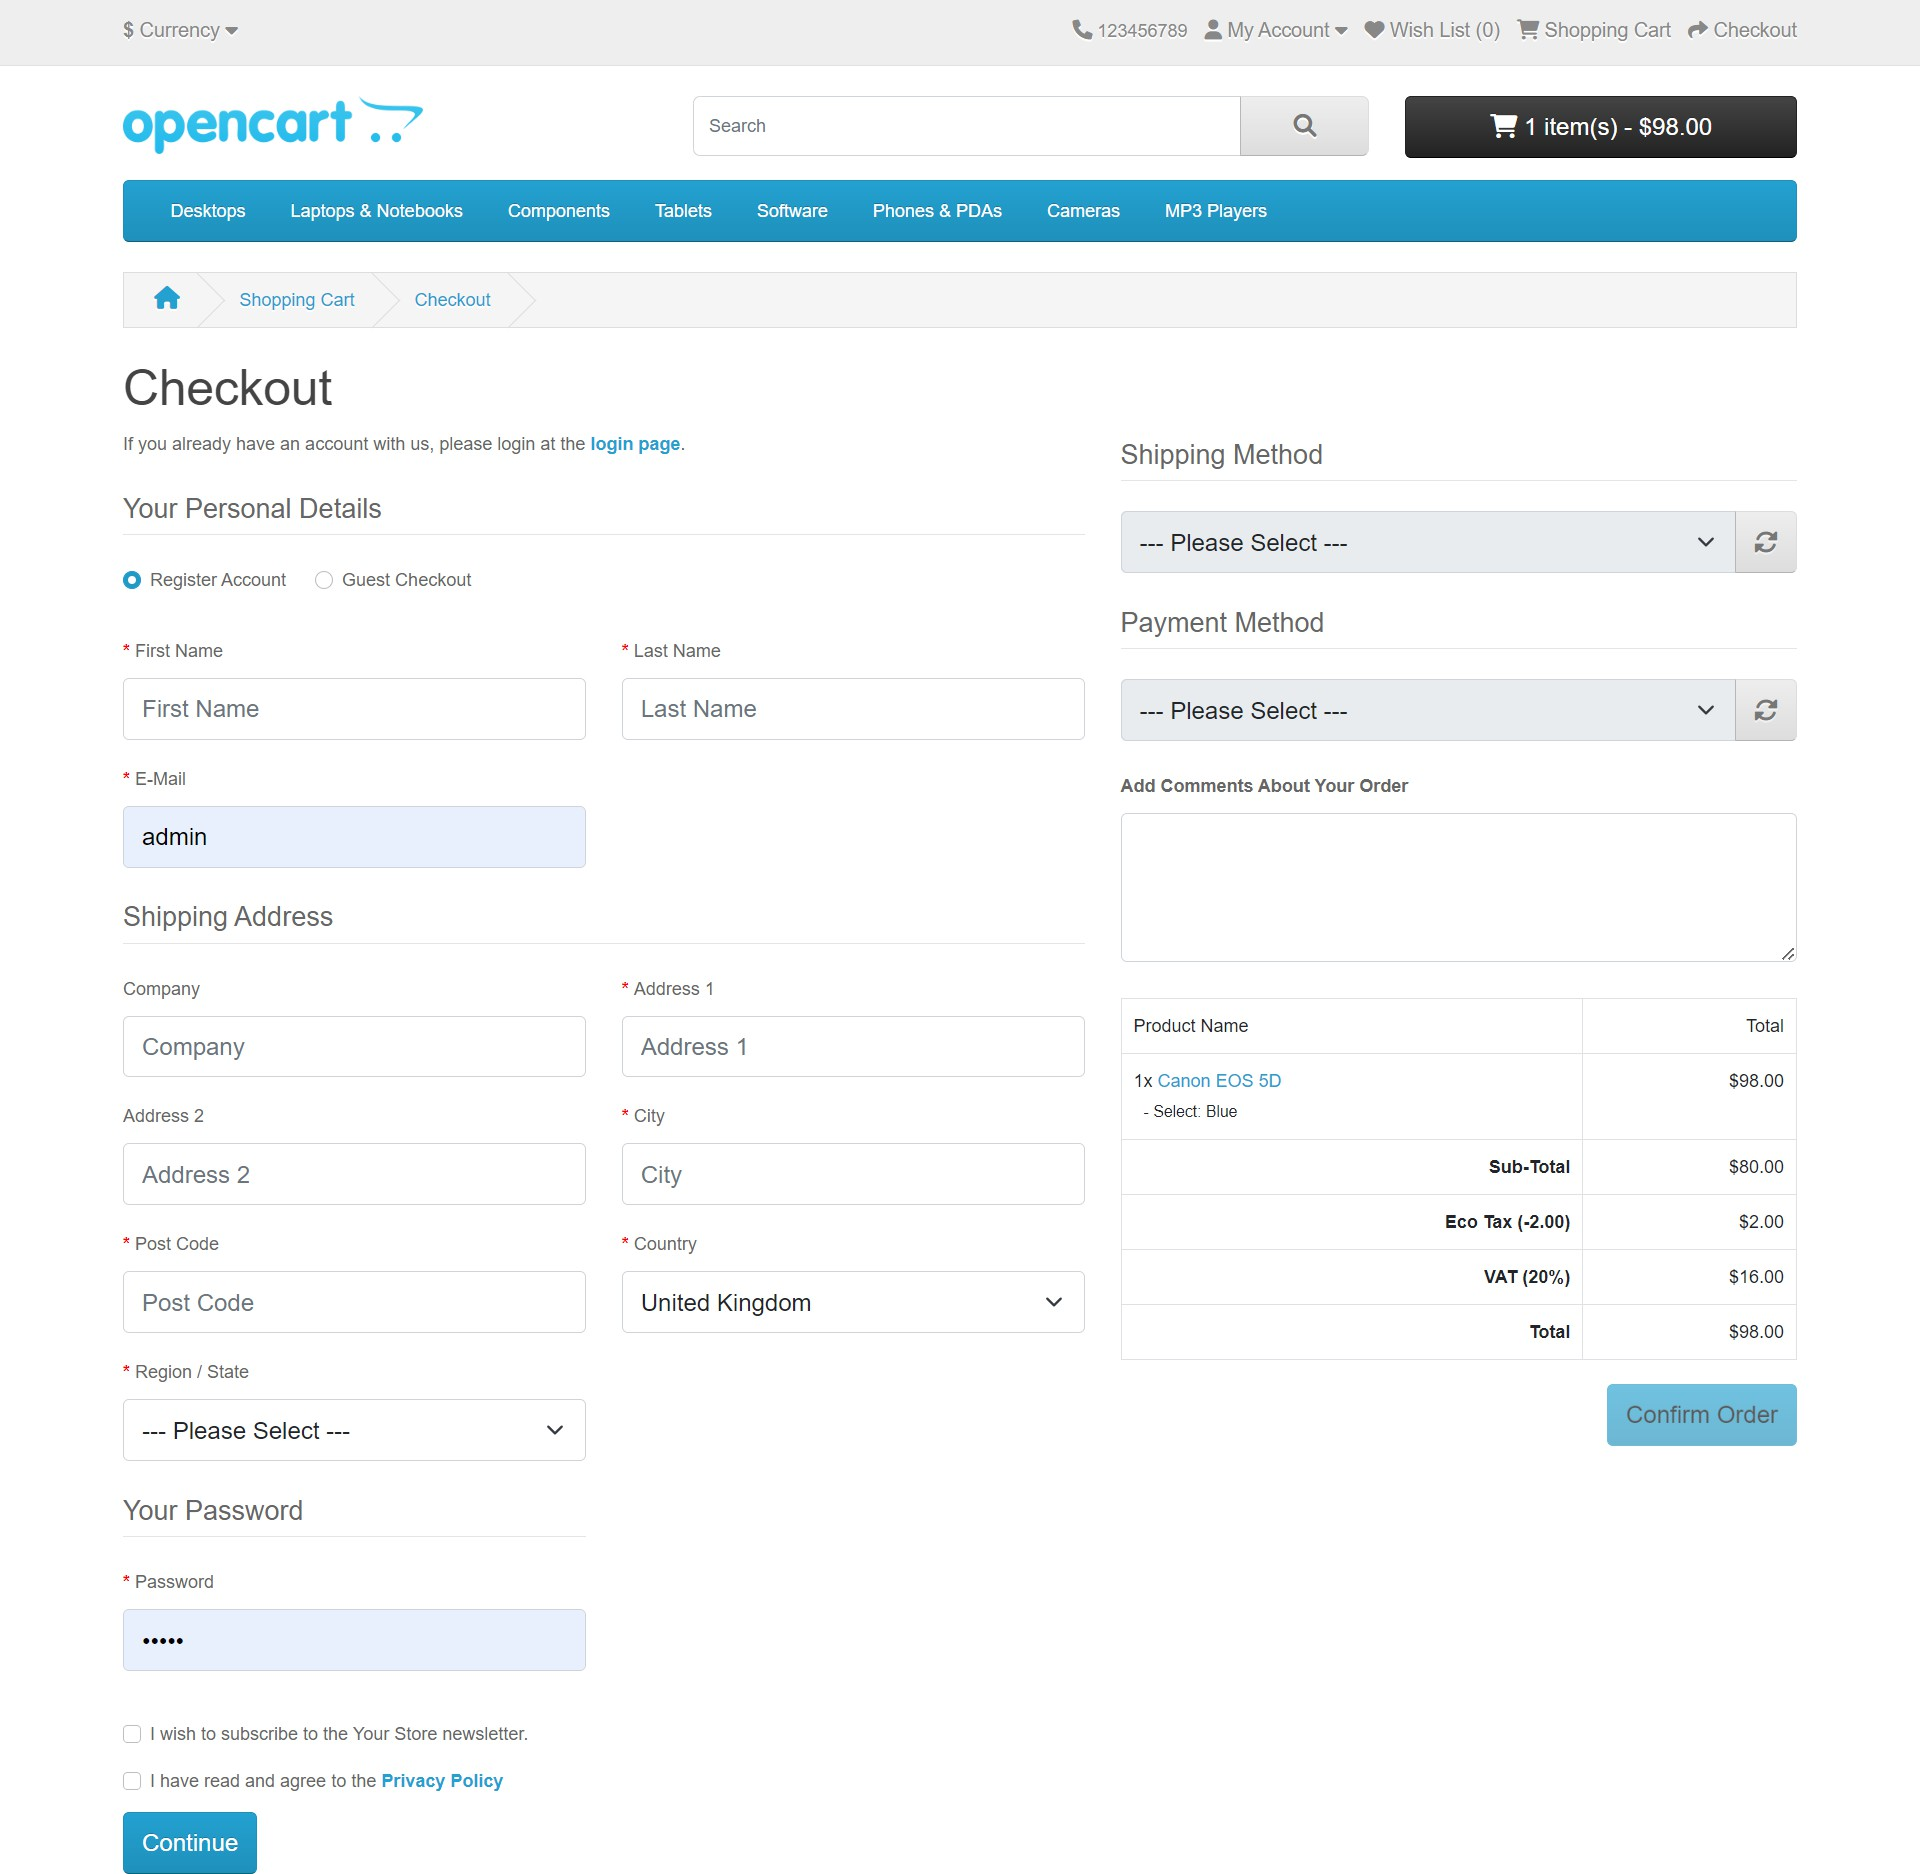 $ Currency
123456789 My Account Wish List (0) Shopping Cart Checkout
opencart
Search
1 item(s) - $98.00
Desktops Laptops & Notebooks Components Tablets Software Phones & PDAs Cameras MP3 Players
Shopping Cart Checkout
Checkout
If you already have an account with us, please login at the login page.
Your Personal Details
Register Account Guest Checkout
* First Name * Last Name
First Name Last Name
* E-Mail
admin
Shipping Address
Company * Address 1
Company Address 1
Address 2 * City
Address 2 City
* Post Code * Country
Post Code United Kingdom
* Region / State
--- Please Select ---
Your Password
* Password
•••••
I wish to subscribe to the Your Store newsletter.
I have read and agree to the Privacy Policy
Continue
Shipping Method
--- Please Select ---
Payment Method
--- Please Select ---
Add Comments About Your Order
Product Name Total
1x Canon EOS 5D $98.00
- Select: Blue
Sub-Total $80.00
Eco Tax (-2.00) $2.00
VAT (20%) $16.00
Total $98.00
Confirm Order